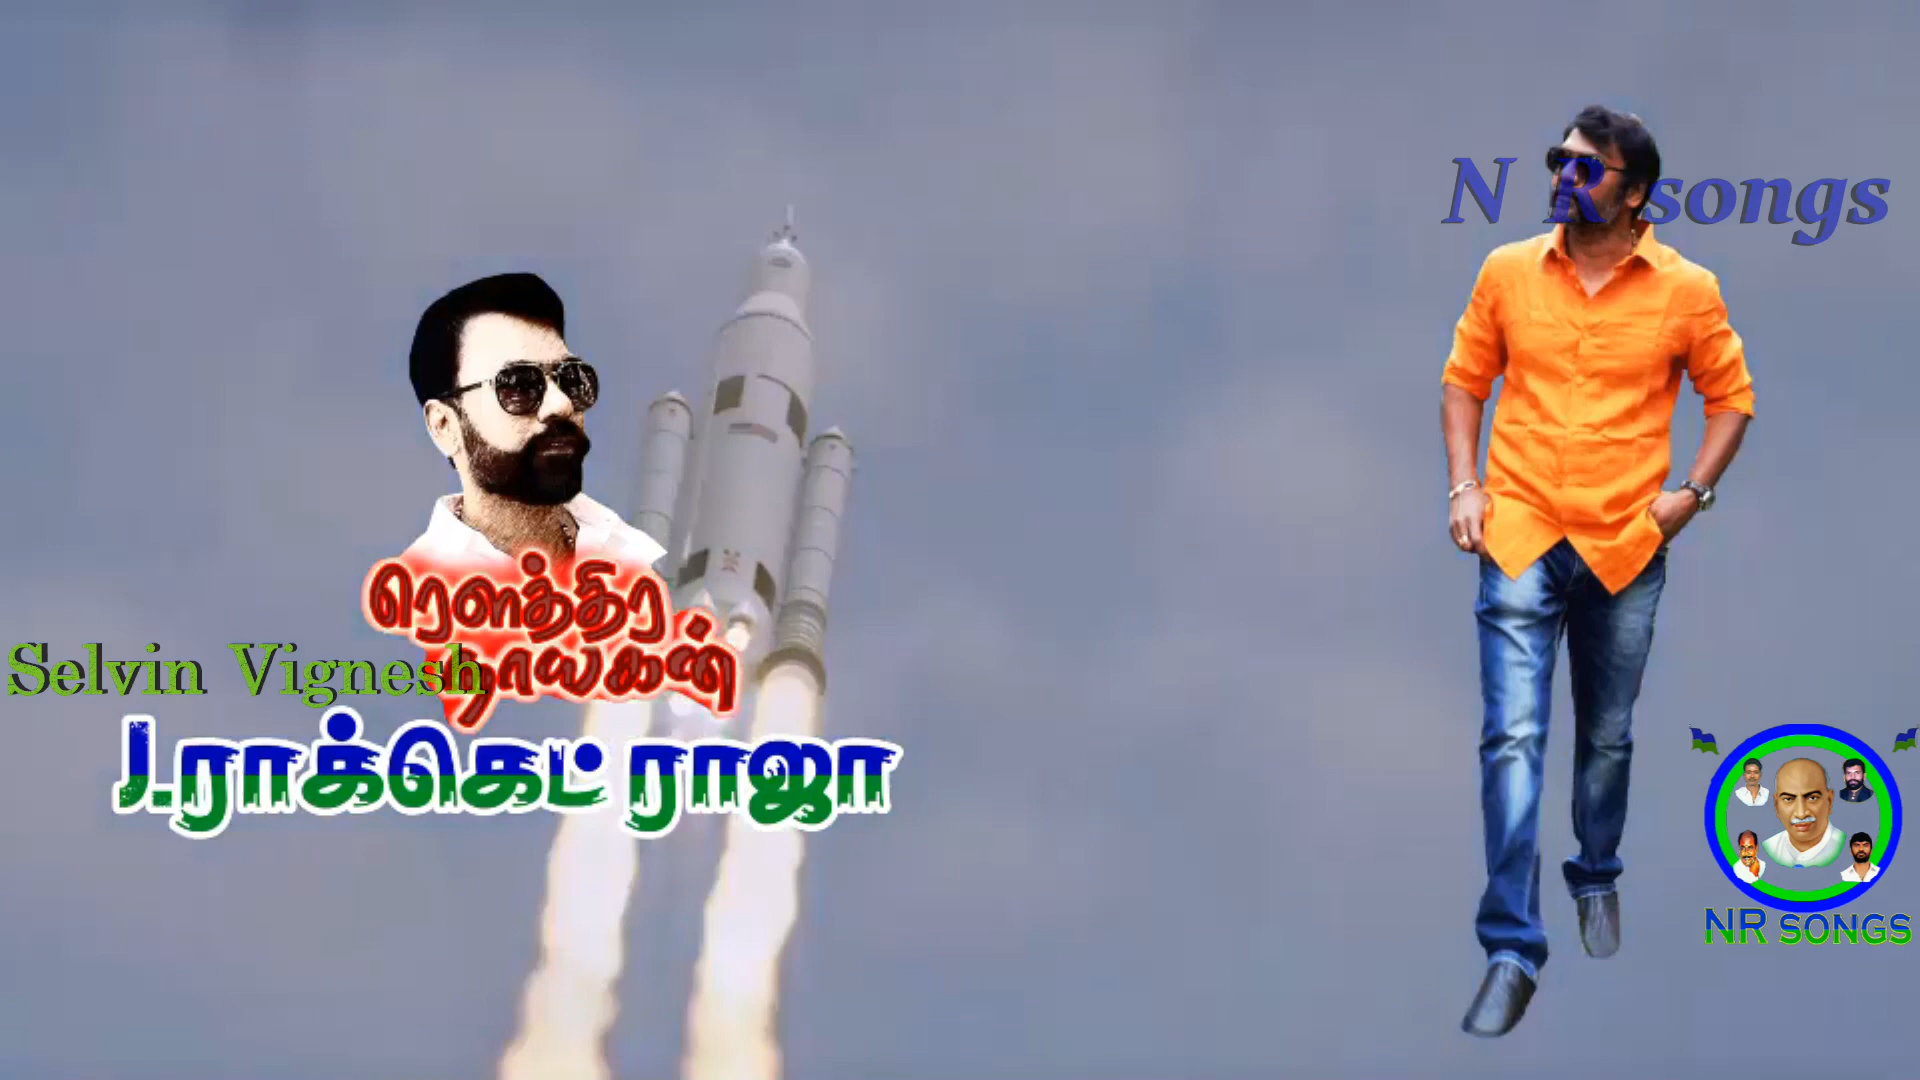 N R songs
ரௌத்திர
நாயகன்
Selvin Vignesh
J.ராக்கெட் ராஜா
NR SONGS